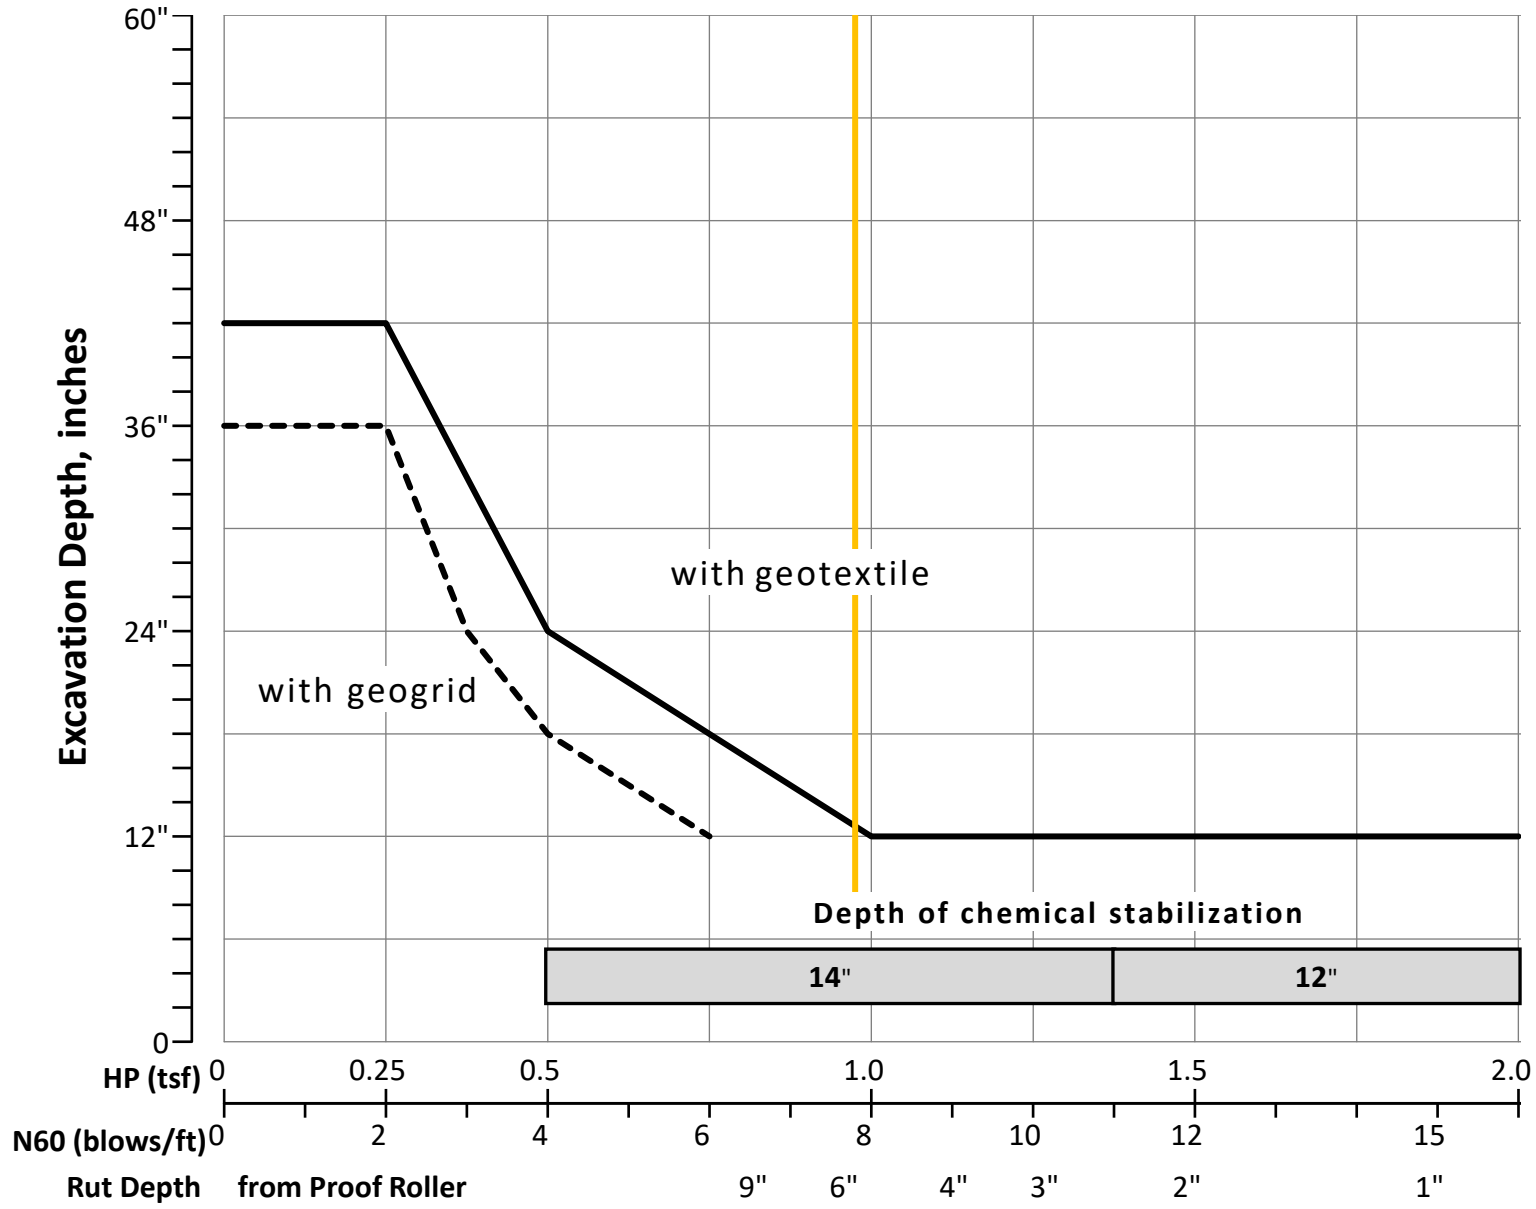 60"
48"
36"
24"
12"
0
Excavation Depth, inches
with geotextile
with geogrid
Depth of chemical stabilization
14" 12"
HP (tsf) 0 0.25 0.5 1.0 1.5 2.0
N60 (blows/ft) 0 2 4 6 8 10 12 15
Rut Depth from Proof Roller 9" 6" 4" 3" 2" 1"